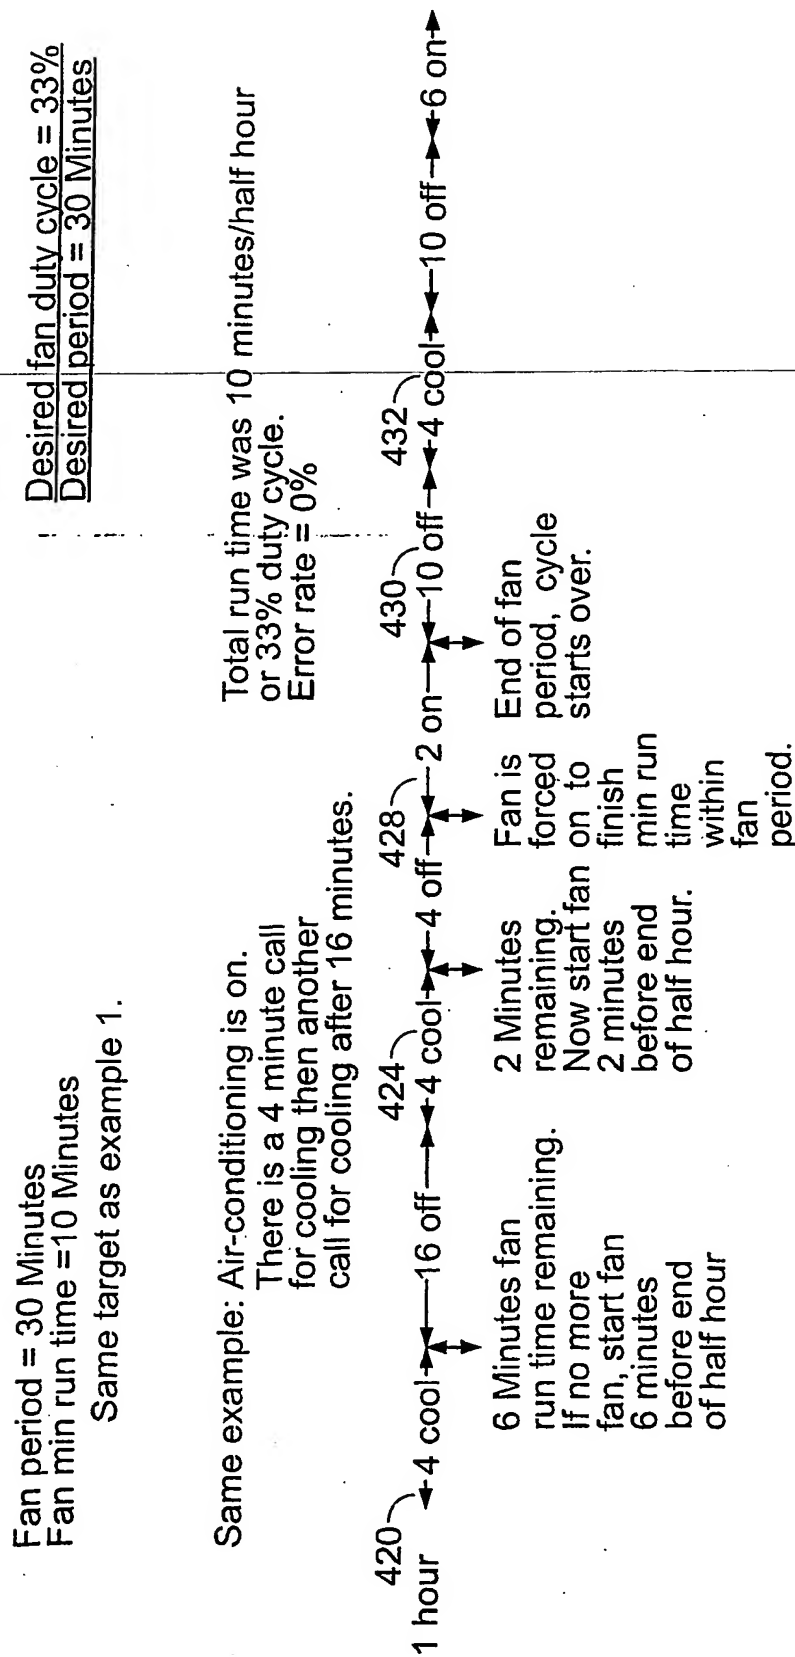 Desired fan duty cycle = 33%
Desired period = 30 Minutes
Fan period = 30 Minutes
Fan min run time =10 Minutes
Same target as example 1.
Total run time was 10 minutes/half hour
or 33% duty cycle.
Error rate = 0%
Same example: Air-conditioning is on.
There is a 4 minute call
for cooling then another
call for cooling after 16 minutes.
420
424
428
430
432
1 hour
4 cool
16 off
4 cool
4 off
2 on
10 off
4 cool
10 off
6 on
6 Minutes fan
run time remaining.
If no more
fan, start fan
6 minutes
before end
of half hour
2 Minutes
remaining.
Now start fan
2 minutes
before end
of half hour.
Fan is
forced
on to
finish
min run
time
within
fan
period.
End of fan
period, cycle
starts over.